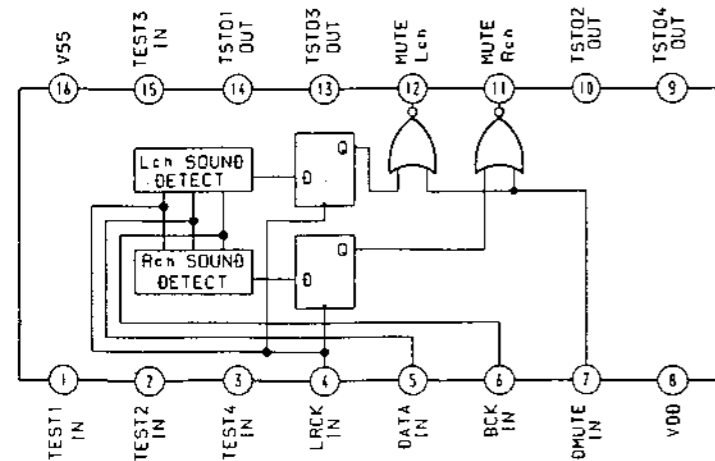 VSS
TEST3
IN
TSTO1
OUT
TSTO3
OUT
MUTE
Lch
MUTE
Rch
TSTO2
OUT
TSTO4
OUT
16
15
14
13
12
11
10
9
Lch SOUND
DETECT
D
Q
Rch SOUND
DETECT
D
Q
1
2
3
4
5
6
7
8
TEST1
IN
TEST2
IN
TEST4
IN
LRCK
IN
DATA
IN
BCK
IN
DMUTE
IN
VDD